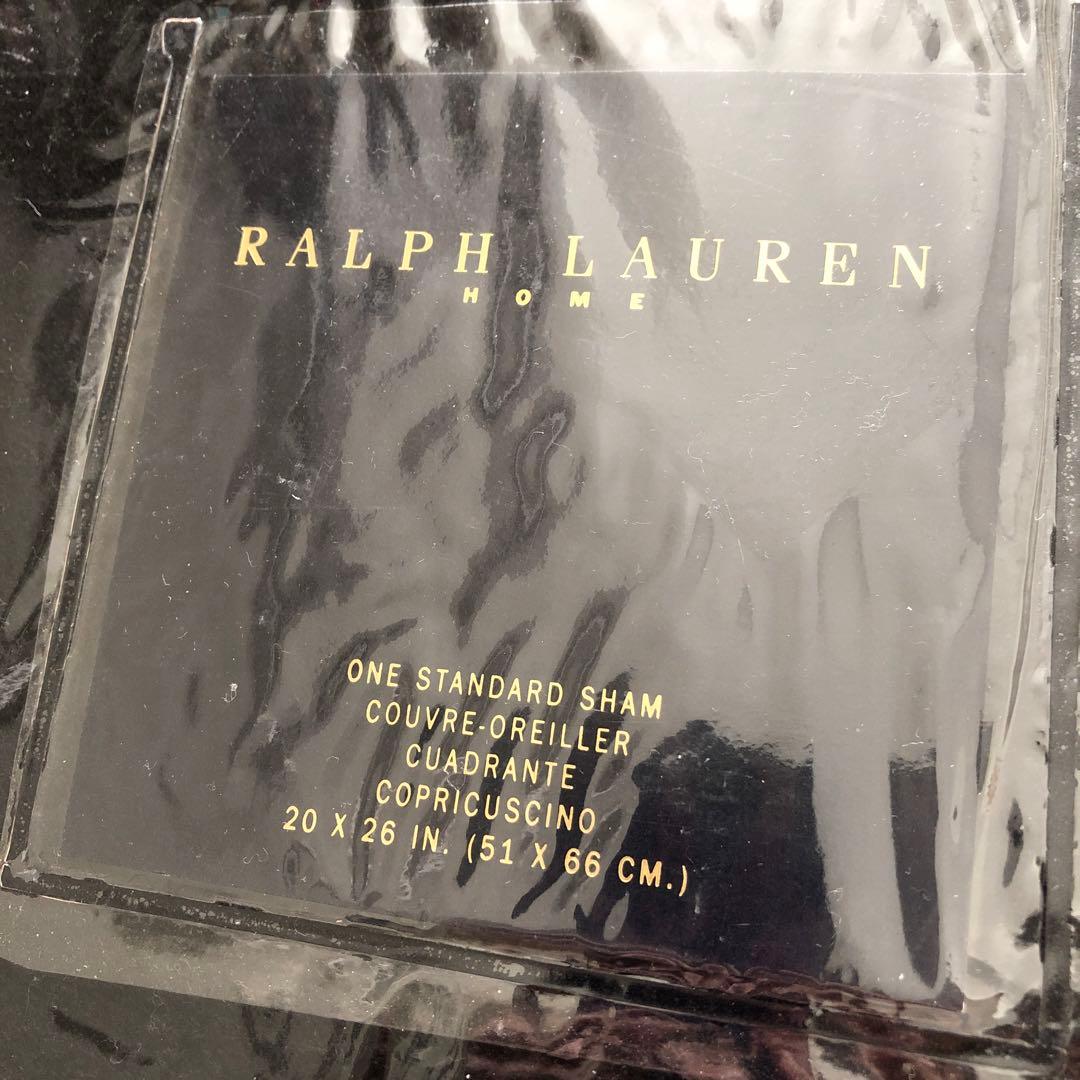 RALPH LAUREN
HOME
ONE STANDARD SHAM
COUVRE-OREILLER
CUADRANTE
COPRICUSCINO
20 X 26 IN. (51 X 66 CM.)